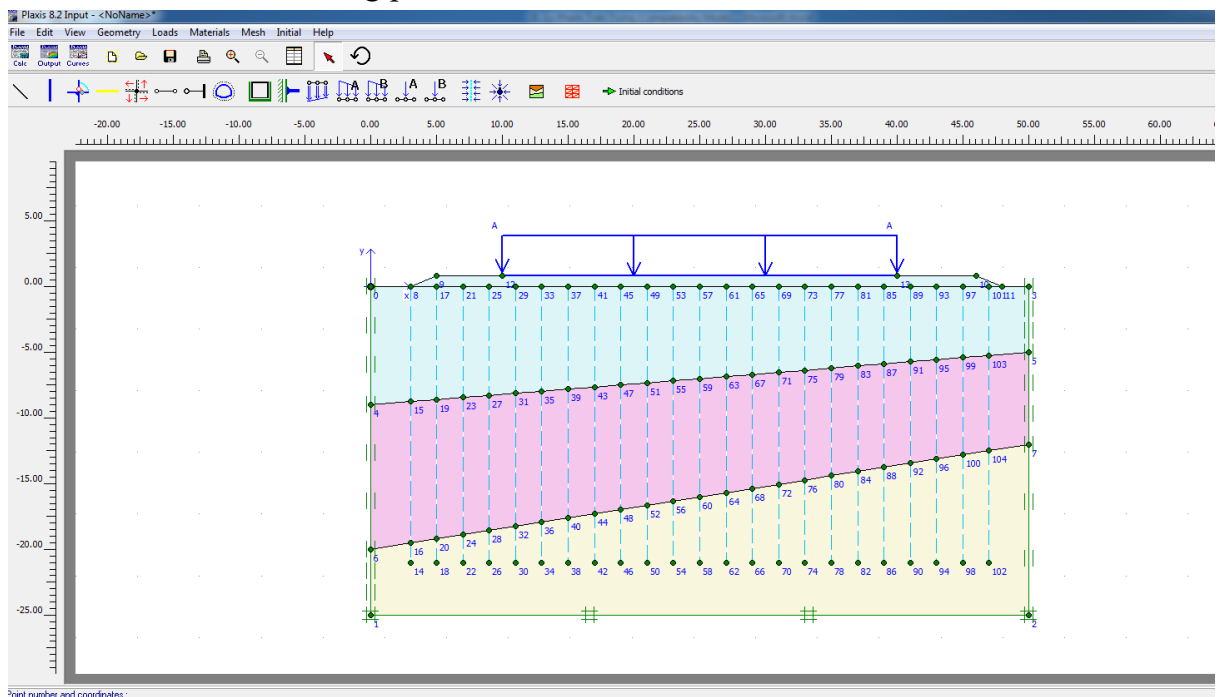 Plaxis 8.2 Input - <NoName>*
File Edit View Geometry Loads Materials Mesh Initial Help
Calc Output Curves
A B A B Initial conditions
-20.00 -15.00 -10.00 -5.00 0.00 5.00 10.00 15.00 20.00 25.00 30.00 35.00 40.00 45.00 50.00 55.00 60.00
5.00
A A
y
0.00
9 12 13 10
0 x 8 17 21 25 29 33 37 41 45 49 53 57 61 65 69 73 77 81 85 89 93 97 101 111 3
-5.00
4 15 19 23 27 31 35 39 43 47 51 55 59 63 67 71 75 79 83 87 91 95 99 103 5
-10.00
-15.00
6 16 20 24 28 32 36 40 44 48 52 56 60 64 68 72 76 80 84 88 92 96 100 104 7
-20.00
14 18 22 26 30 34 38 42 46 50 54 58 62 66 70 74 78 82 86 90 94 98 102
-25.00
1 2
Point number and coordinates :